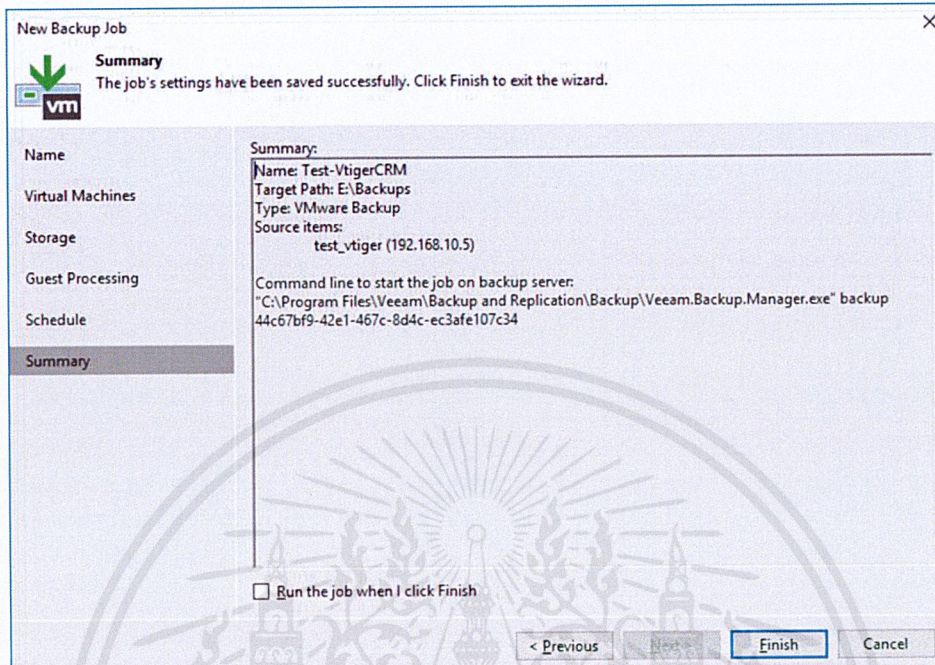 New Backup Job
Summary
The job's settings have been saved successfully. Click Finish to exit the wizard.
vm
Name
Virtual Machines
Storage
Guest Processing
Schedule
Summary
Summary:
Name: Test-VtigerCRM
Target Path: E:\Backups
Type: VMware Backup
Source items:
test_vtiger (192.168.10.5)
Command line to start the job on backup server:
"C:\Program Files\Veeam\Backup and Replication\Backup\Veeam.Backup.Manager.exe" backup
44c67bf9-42e1-467c-8d4c-ec3afe107c34
Run the job when I click Finish
< Previous
Next >
Finish
Cancel